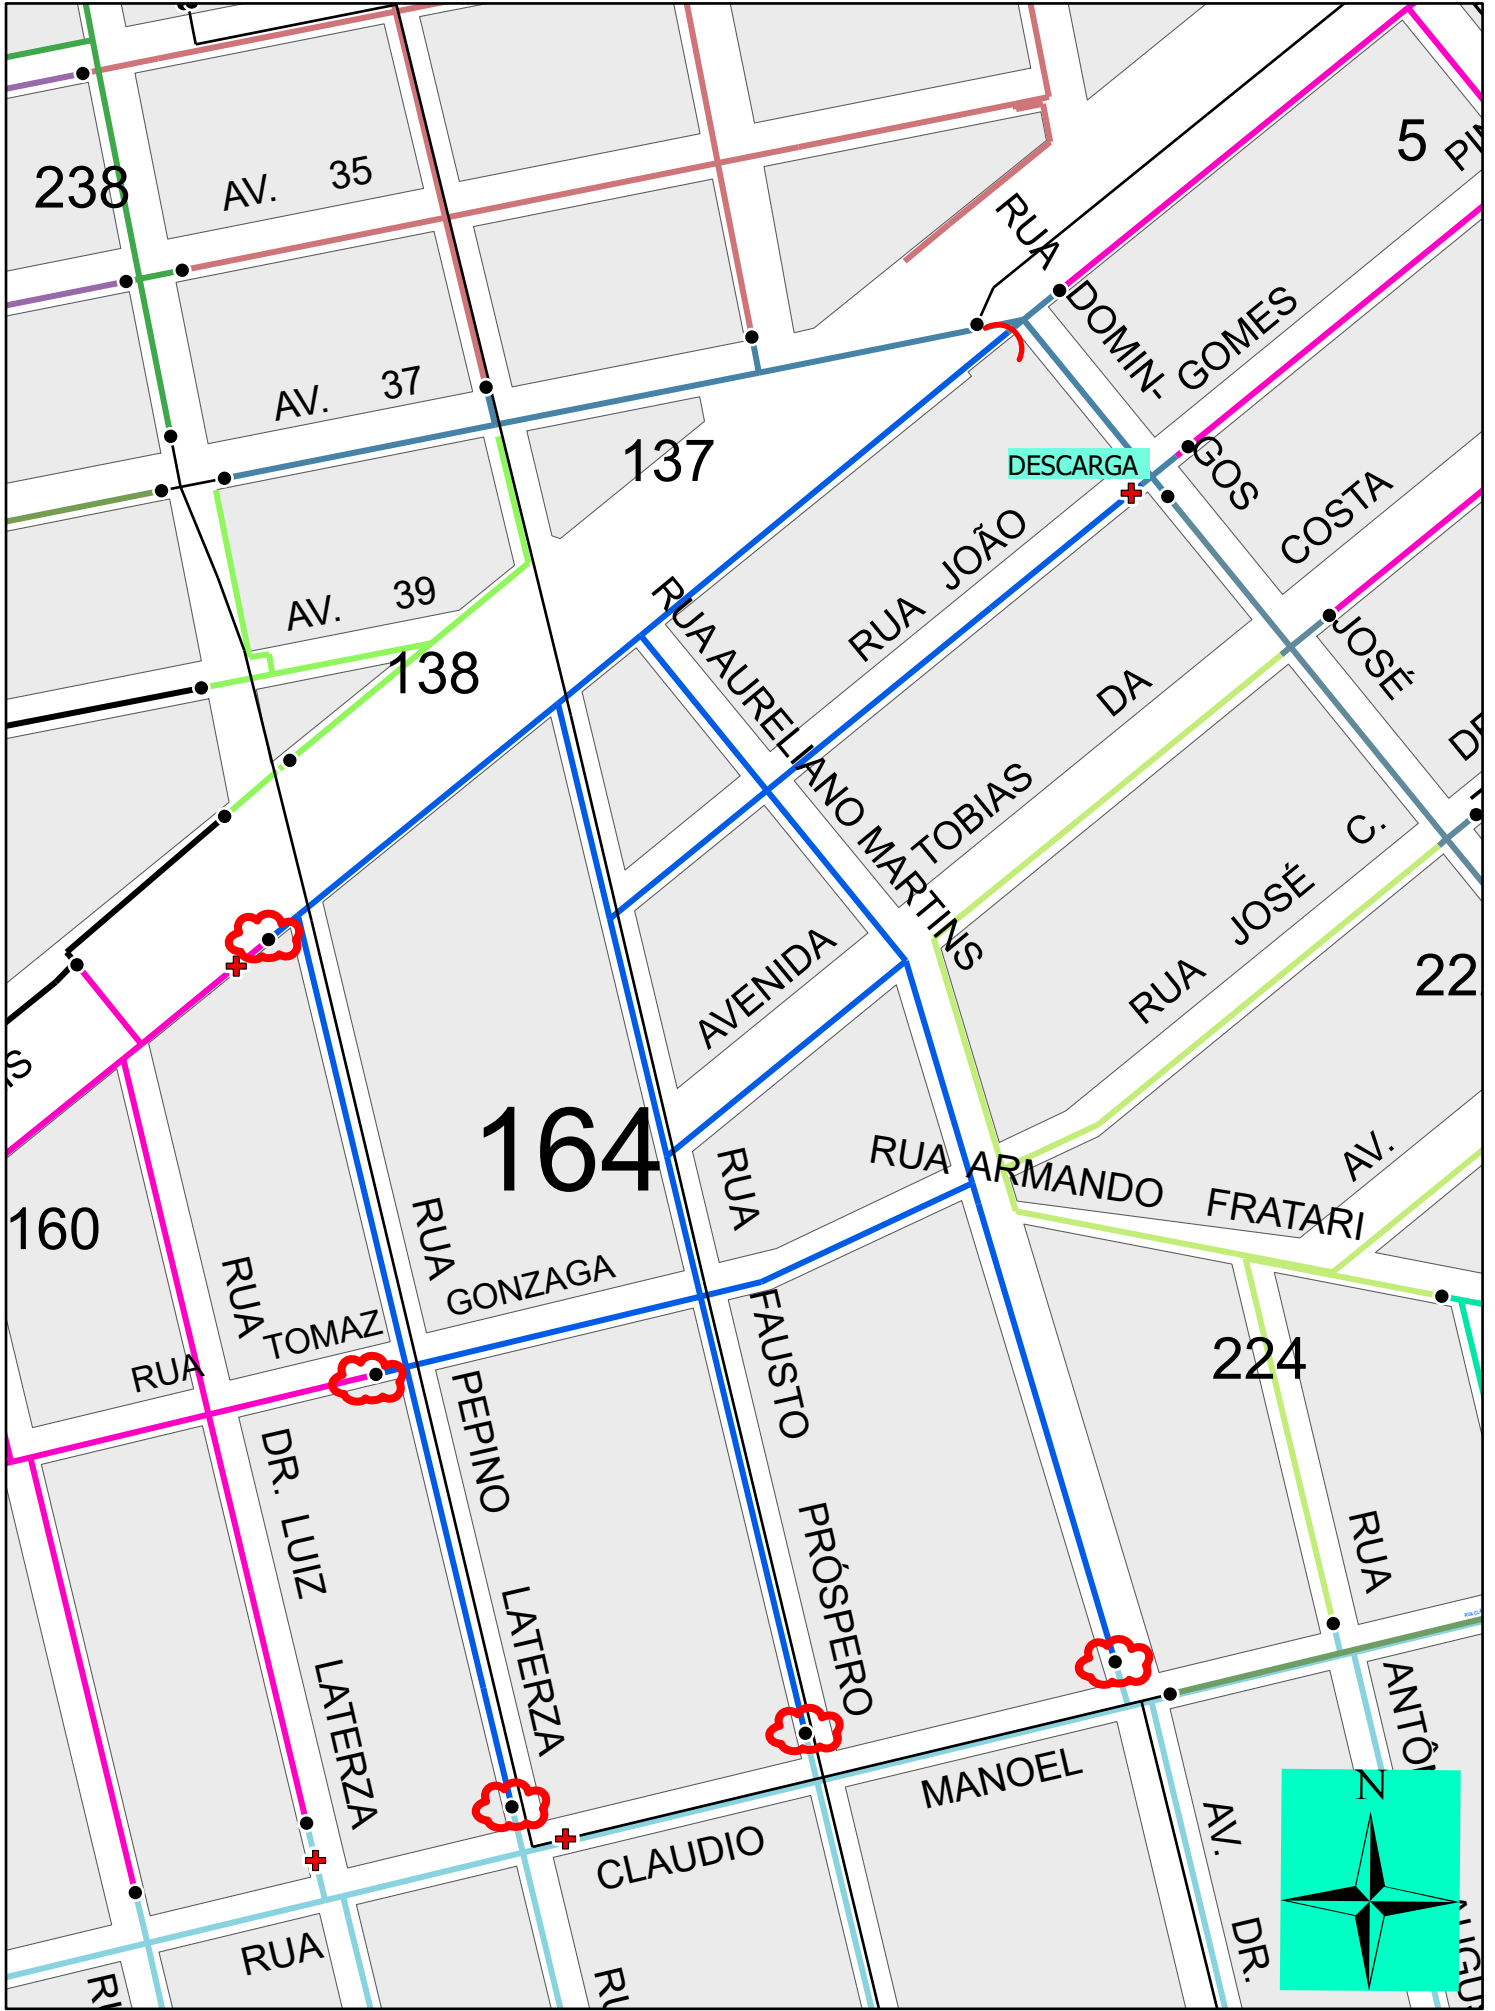 238
AV. 35
5
RUA DOMIN-GOS JOSÉ
GOMES
AV. 37
137
DESCARGA
COSTA
AV. 39
138
RUA JOÃO
RUA AURELIANO MARTINS
DA
TOBIAS
AVENIDA
RUA JOSÉ C.
22
IS
164
160
RUA ARMANDO FRATARI
AV.
RUA TOMAZ GONZAGA
RUA PEPINO LATERZA
RUA FAUSTO PRÓSPERO
RUA DR. LUIZ LATERZA
224
RUA
RUA CLAUDIO MANOEL
AV. DR.
N